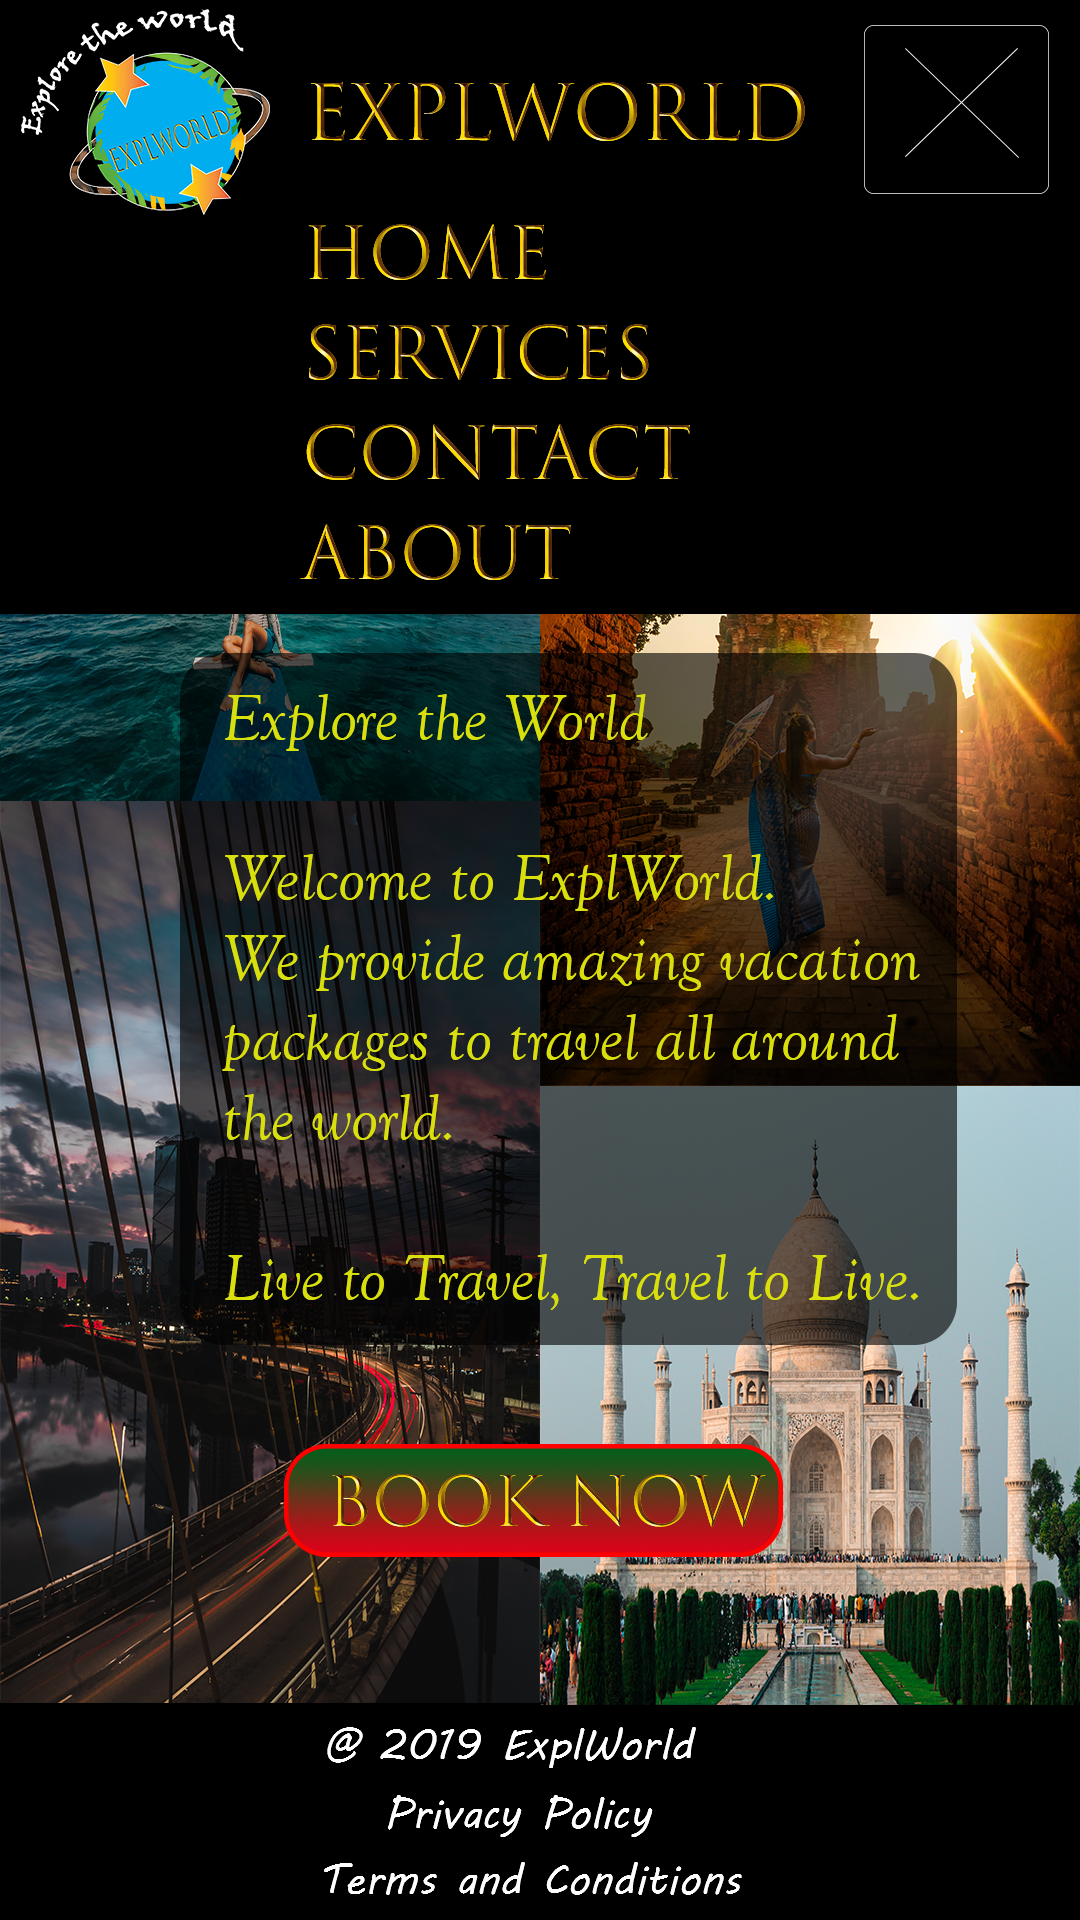 Explore the world
EXPLWORLD
EXPLWORLD
HOME
SERVICES
CONTACT
ABOUT
Explore the World
Welcome to ExplWorld.
We provide amazing vacation
packages to travel all around
the world.
Live to Travel, Travel to Live.
BOOK NOW
@ 2019 ExplWorld
Privacy Policy
Terms and Conditions